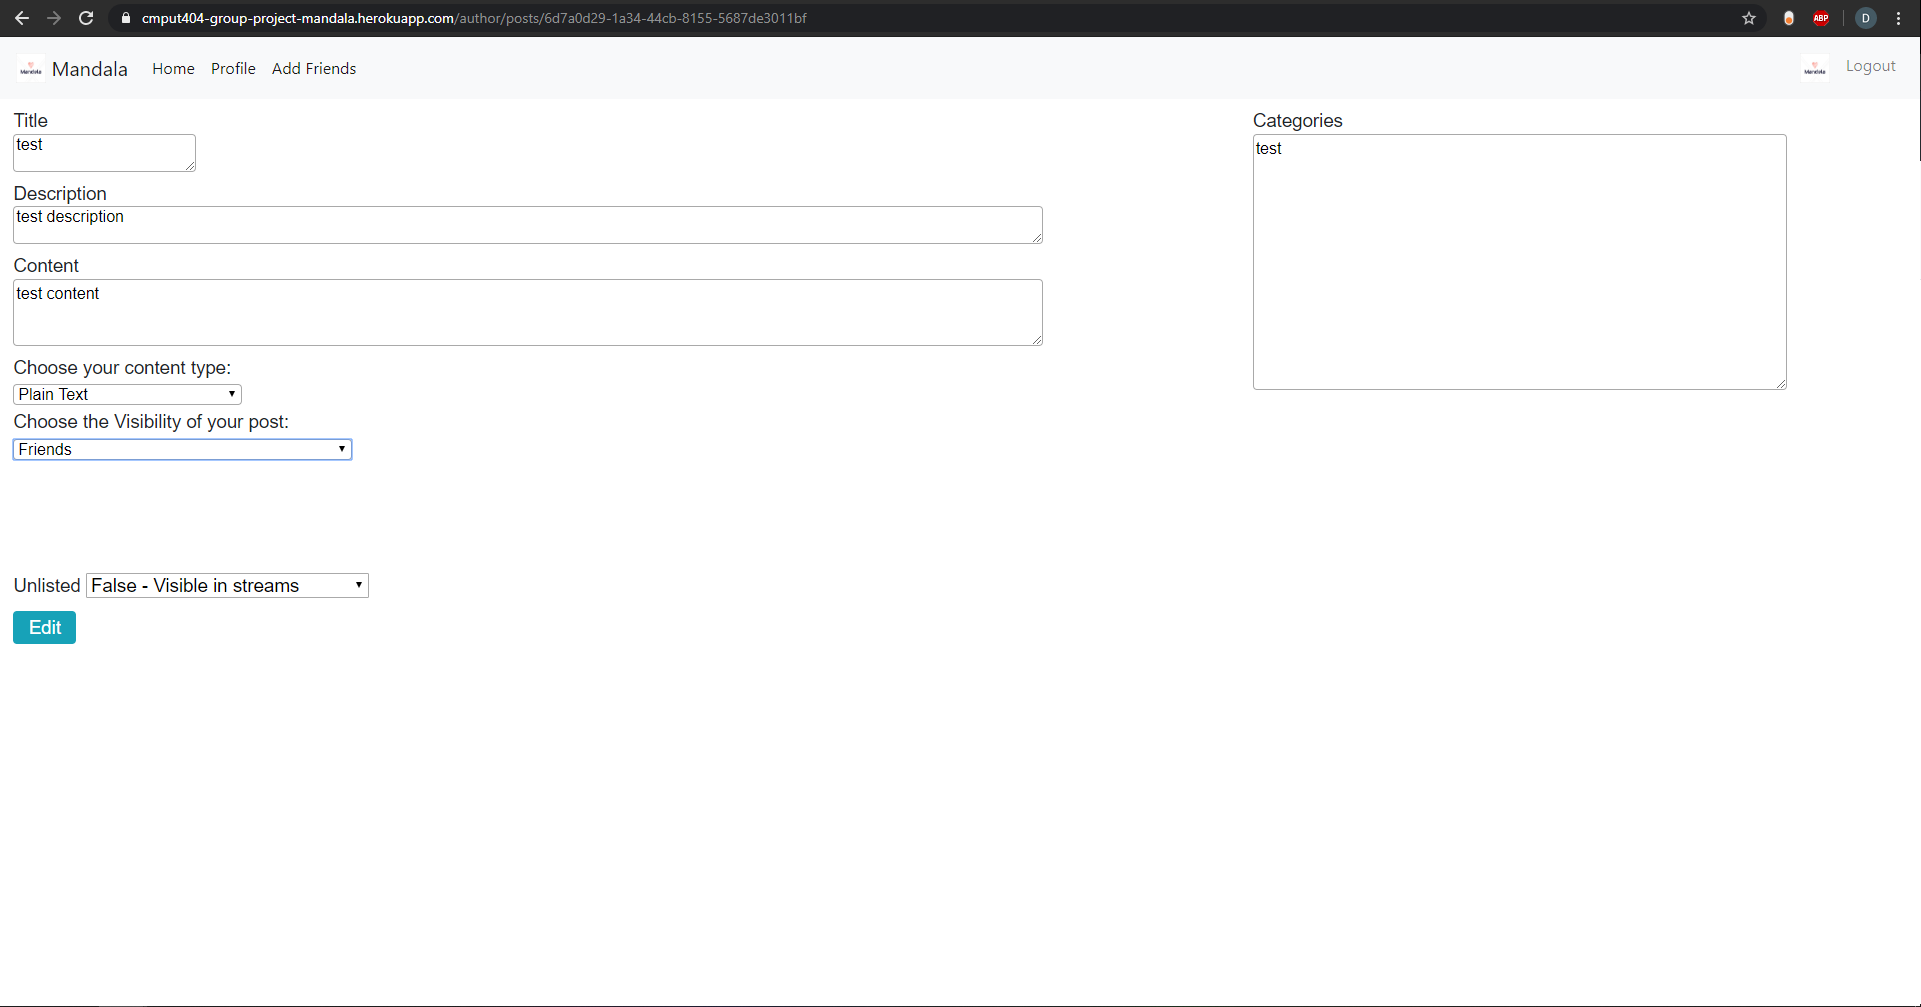 cmput404-group-project-mandala.herokuapp.com/author/posts/6d7a0d29-1a34-44cb-8155-5687de3011bf
ABP
D
Mandala
Mandala
Home
Profile
Add Friends
Mandala
Logout
Title
test
Description
test description
Content
test content
Choose your content type:
Plain Text
Choose the Visibility of your post:
Friends
Unlisted
False - Visible in streams
Edit
Categories
test